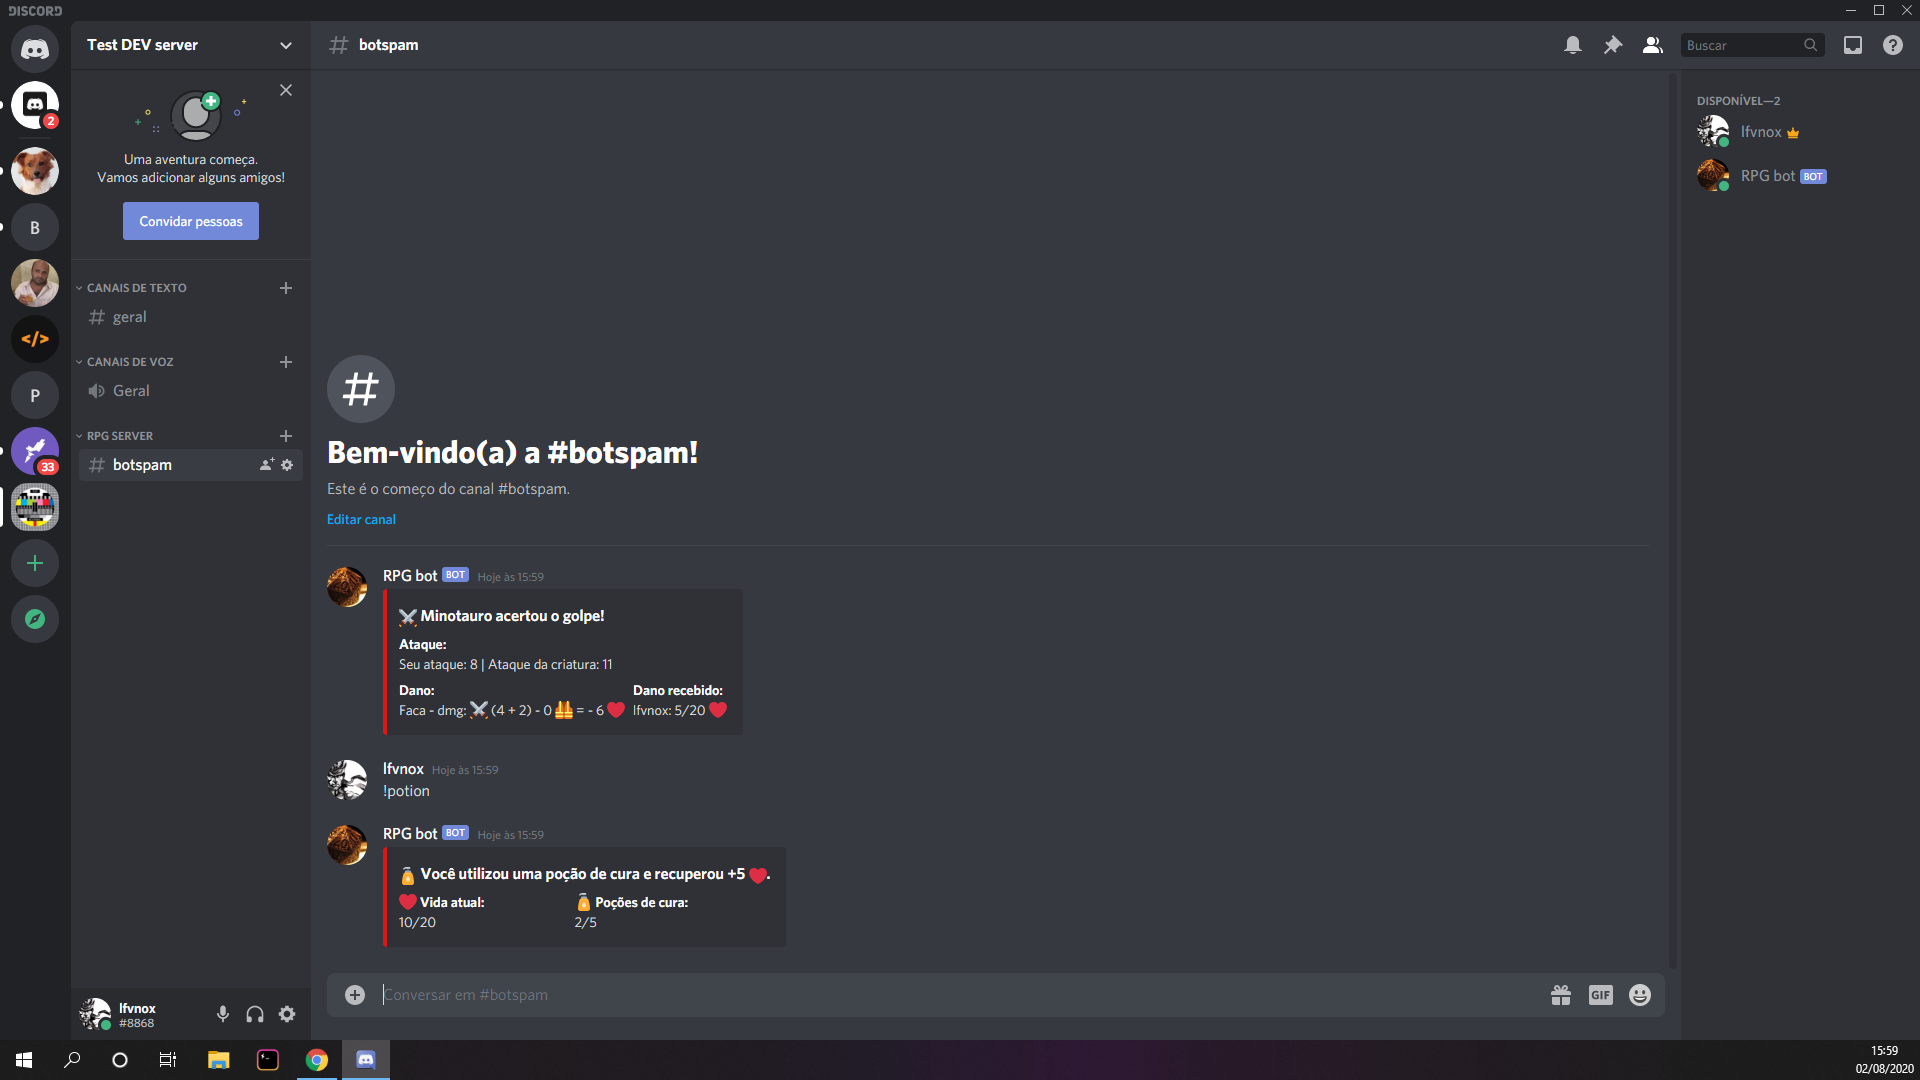 DISCORD
Test DEV server
botspam
Buscar
2
Uma aventura começa.
Vamos adicionar alguns amigos!
Convidar pessoas
B
CANAIS DE TEXTO
geral
</>
CANAIS DE VOZ
P
Geral
33
RPG SERVER
botspam
Bem-vindo(a) a #botspam!
Este é o começo do canal #botspam.
Editar canal
RPG bot BOT Hoje às 15:59
Minotauro acertou o golpe!
Ataque:
Seu ataque: 8 | Ataque da criatura: 11
Dano: Dano recebido:
Faca - dmg: ⚔️ (4 + 2) - 0 🦺 = - 6 ❤️ lfvnox: 5/20 ❤️
lfvnox Hoje às 15:59
!potion
RPG bot BOT Hoje às 15:59
Você utilizou uma poção de cura e recuperou +5 ❤️.
❤️ Vida atual: Poções de cura:
10/20 2/5
Conversar em #botspam
GIF
DISPONÍVEL—2
lfvnox
RPG bot BOT
lfvnox
#8868
15:59
02/08/2020